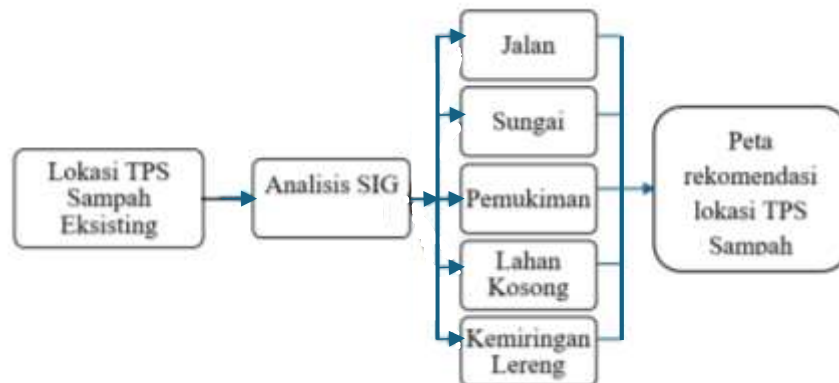 Lokasi TPS
Sampah
Eksisting
Analisis SIG
Jalan
Sungai
Pemukiman
Lahan
Kosong
Kemiringan
Lereng
Peta
rekomendasi
lokasi TPS
Sampah